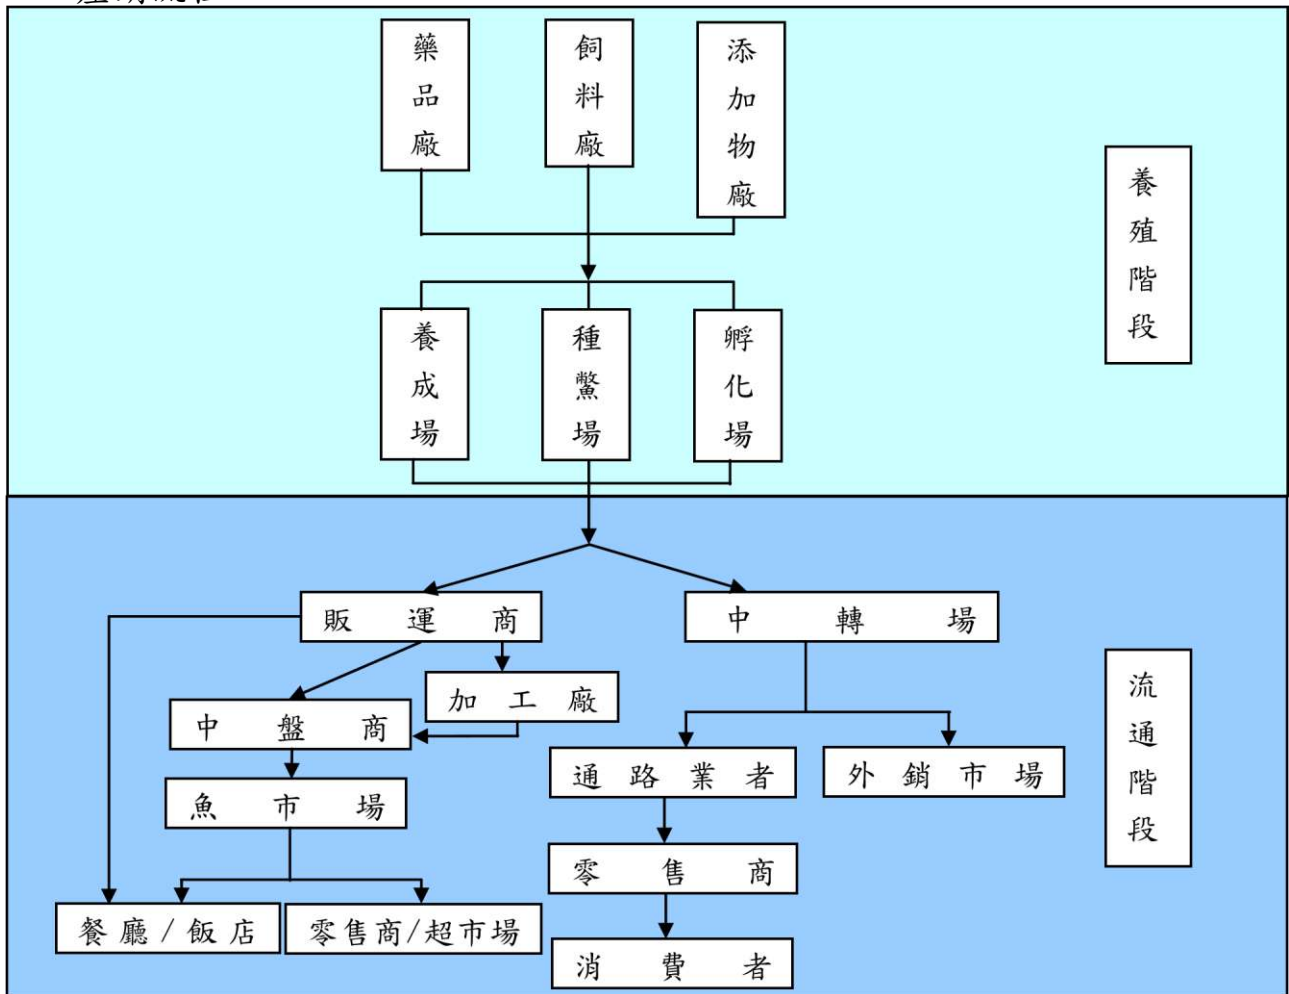 藥品廠
飼料廠
添加物廠
養殖階段
養成場
種鱉場
孵化場
販運商
中轉場
加工廠
中盤商
流通階段
通路業者
外銷市場
魚市場
零售商
餐廳/飯店
零售商/超市場
消費者